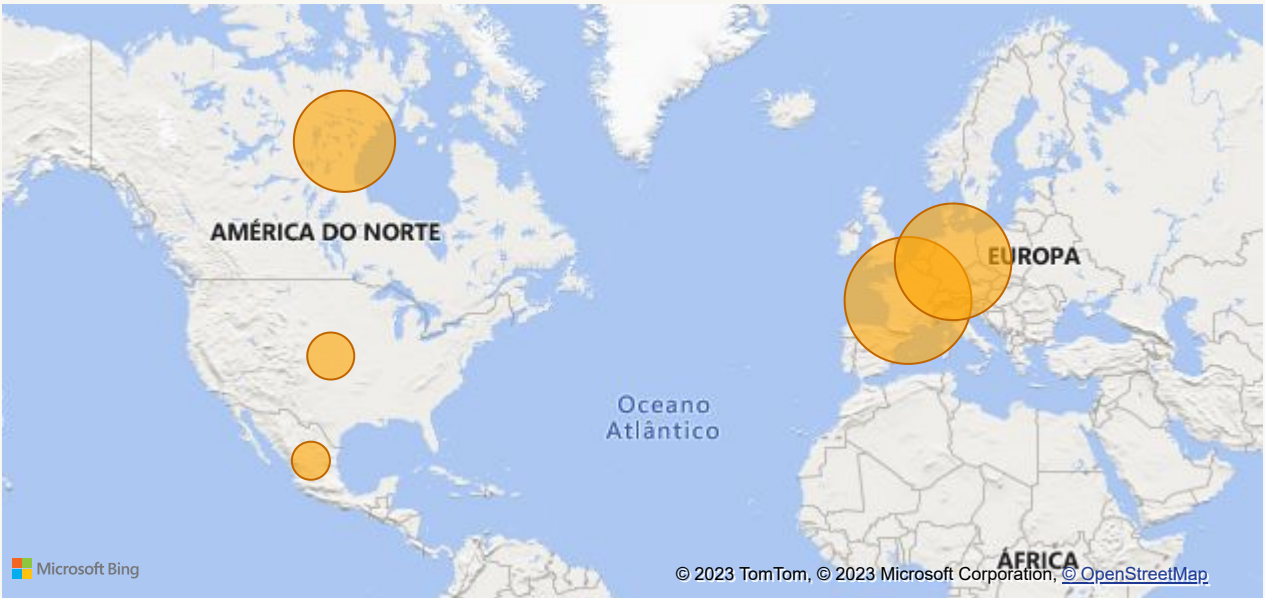 AMÉRICA DO NORTE
EUROPA
Oceano
Atlântico
ÁFRICA
Microsoft Bing
© 2023 TomTom, © 2023 Microsoft Corporation, © OpenStreetMap